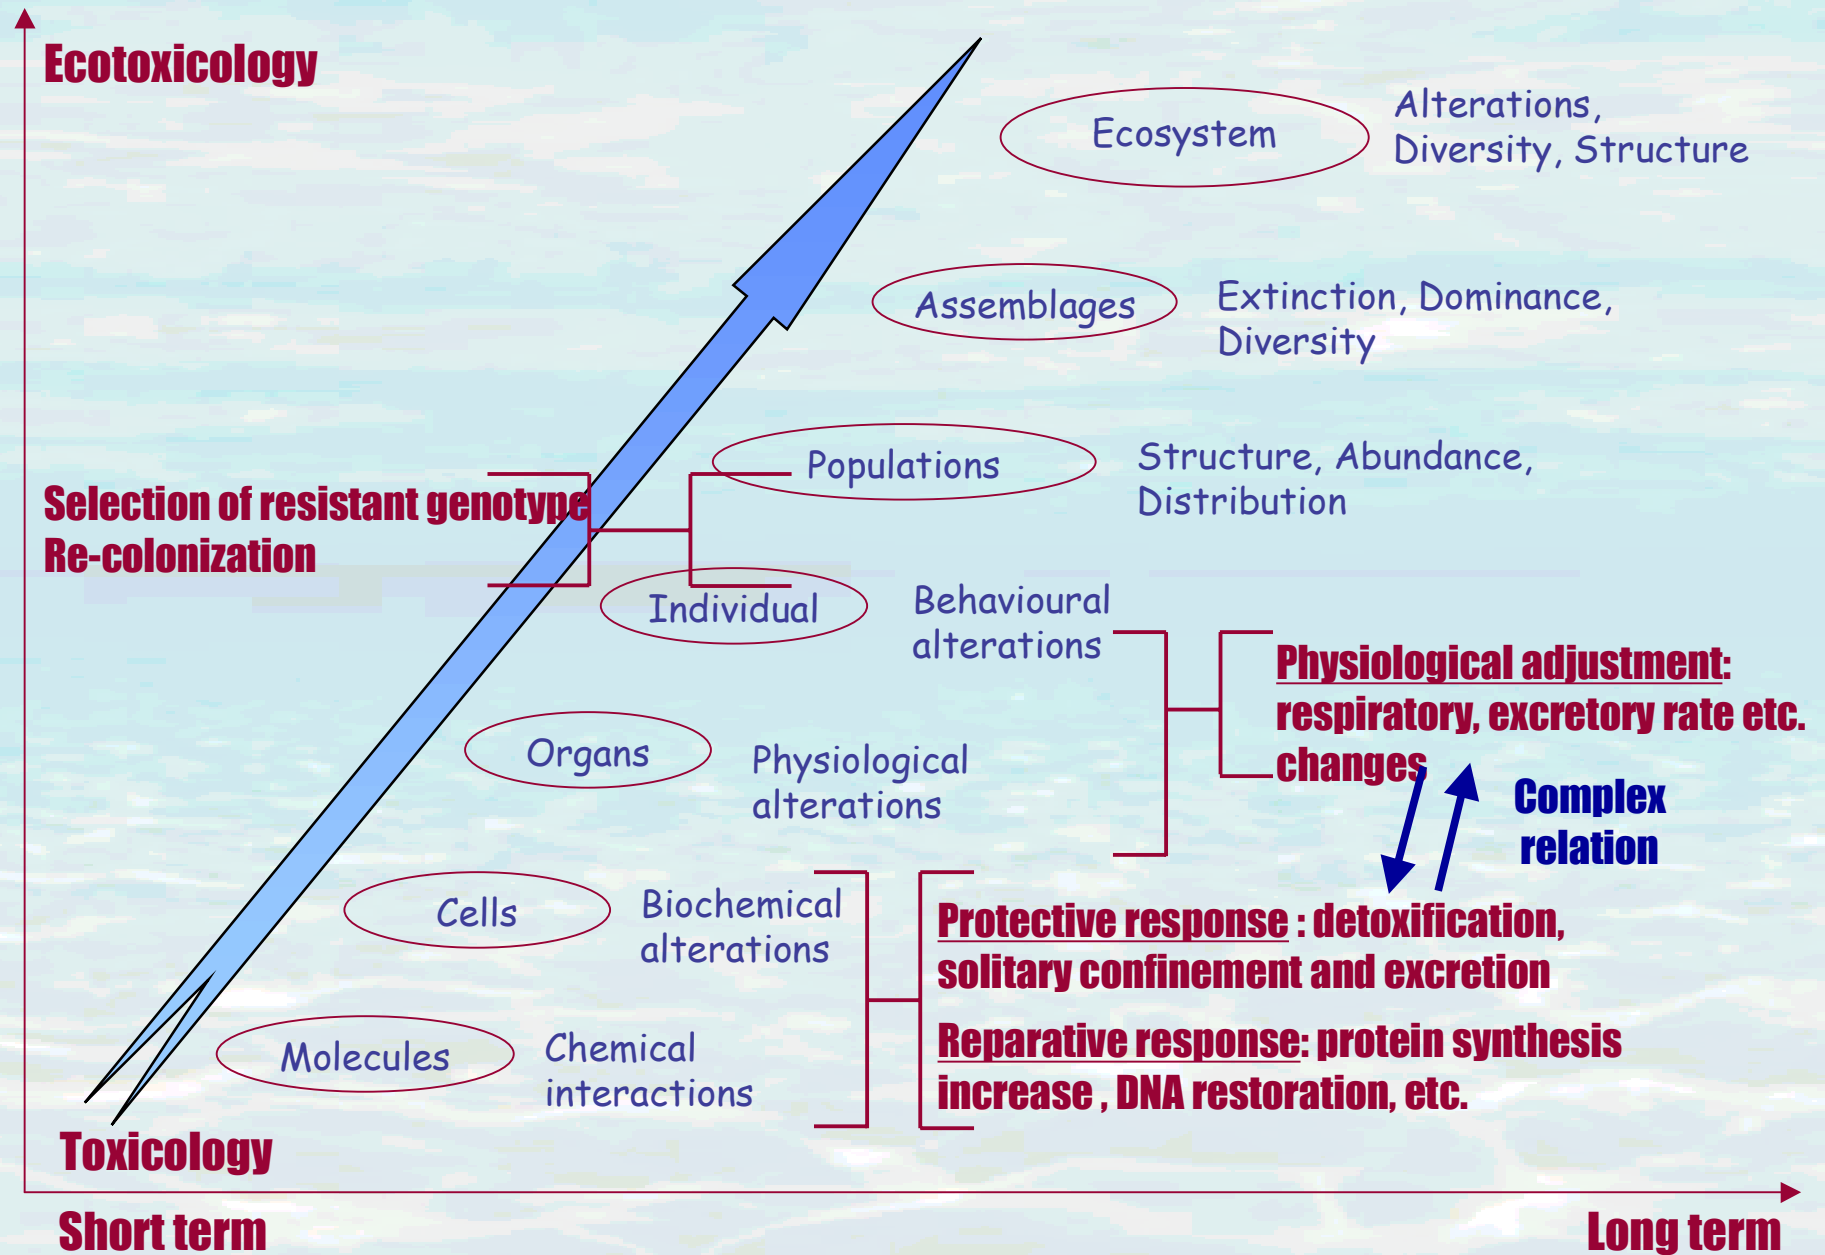 Ecotoxicology
Ecosystem
Alterations,
Diversity, Structure
Assemblages
Extinction, Dominance,
Diversity
Populations
Structure, Abundance,
Distribution
Selection of resistant genotype
Re-colonization
Individual
Behavioural
alterations
Physiological adjustment:
respiratory, excretory rate etc.
changes
Organs
Physiological
alterations
Complex
relation
Cells
Biochemical
alterations
Protective response : detoxification,
solitary confinement and excretion
Reparative response: protein synthesis
increase , DNA restoration, etc.
Molecules
Chemical
interactions
Toxicology
Short term
Long term